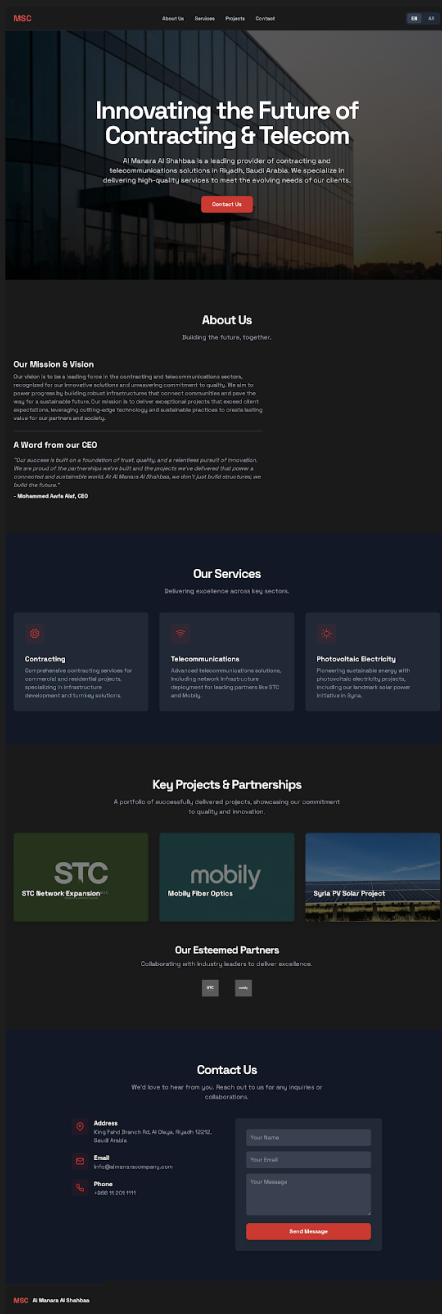 MSC
About Us
Services
Projects
Contact
EN
AR
Innovating the Future of
Contracting & Telecom
Al Manara Al Shahbaa is a leading provider of contracting and
telecommunications solutions in Riyadh, Saudi Arabia. We specialize in
delivering high-quality services to meet the evolving needs of our clients.
Contact Us
About Us
Building the future, together.
Our Mission & Vision
Our vision is to be a leading force in the contracting and telecommunications sectors,
recognized for our innovative solutions and unwavering commitment to quality. We aim to
power progress by building robust infrastructures that connect communities and pave the
way for a sustainable future. Our mission is to deliver exceptional projects that exceed client
expectations, leveraging cutting-edge technology and sustainable practices to create lasting
value for our partners and society.
A Word from our CEO
"Our success is built on a foundation of trust, quality, and a relentless pursuit of innovation.
We are proud of the partnerships we've built and the projects we've delivered that power a
connected and sustainable world. At Al Manara Al Shahbaa, we don't just build structures; we
build the future."
- Mohammed Aarfa Alaf, CEO
Our Services
Delivering excellence across key sectors.
Contracting
Comprehensive contracting services for
commercial and residential projects,
specializing in infrastructure
development and turnkey solutions.
Telecommunications
Advanced telecommunications solutions,
including network infrastructure
deployment for leading partners like STC
and Mobily.
Photovoltaic Electricity
Pioneering sustainable energy with
photovoltaic electricity projects,
including our landmark solar power
initiative in Syria.
Key Projects & Partnerships
A portfolio of successfully delivered projects, showcasing our commitment
to quality and innovation.
STC
STC Network Expansion
mobily
Mobily Fiber Optics
Syria PV Solar Project
Our Esteemed Partners
Collaborating with industry leaders to deliver excellence.
STC
mobily
Contact Us
We'd love to hear from you. Reach out to us for any inquiries or
collaborations.
Address
King Fahd Branch Rd, Al Olaya, Riyadh 12212,
Saudi Arabia
Email
info@almanaracompany.com
Phone
+966 11 201 1111
Your Name
Your Email
Your Message
Send Message
MSC Al Manara Al Shahbaa